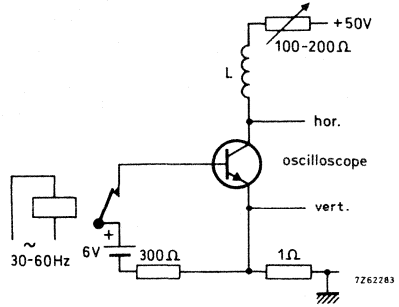 +50V
100-200Ω
L
hor.
oscilloscope
vert.
+
6V
300Ω
1Ω
~
30-60Hz
7Z62283